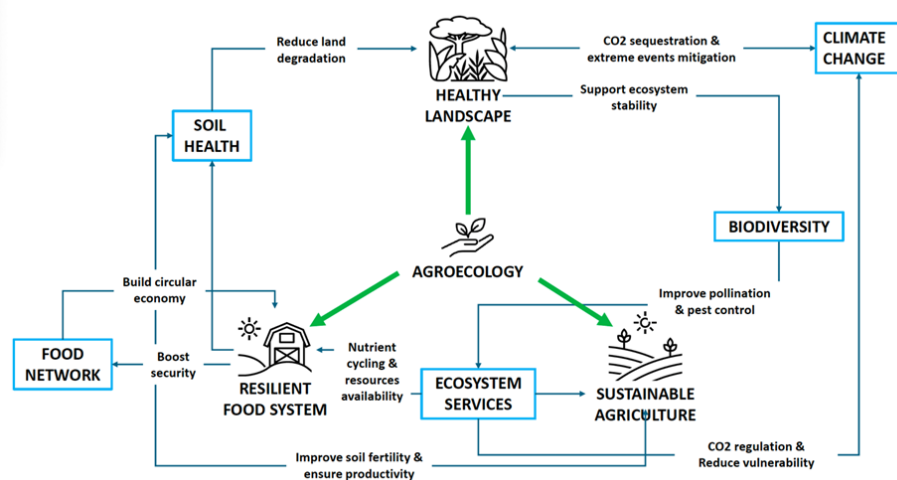 Reduce land
degradation
CO2 sequestration &
extreme events mitigation
CLIMATE
CHANGE
HEALTHY
LANDSCAPE
Support ecosystem
stability
SOIL
HEALTH
BIODIVERSITY
AGROECOLOGY
Build circular
economy
Improve pollination
& pest control
FOOD
NETWORK
Boost
security
RESILIENT
FOOD SYSTEM
Nutrient
cycling &
resources
availability
ECOSYSTEM
SERVICES
SUSTAINABLE
AGRICULTURE
Improve soil fertility &
ensure productivity
CO2 regulation &
Reduce vulnerability